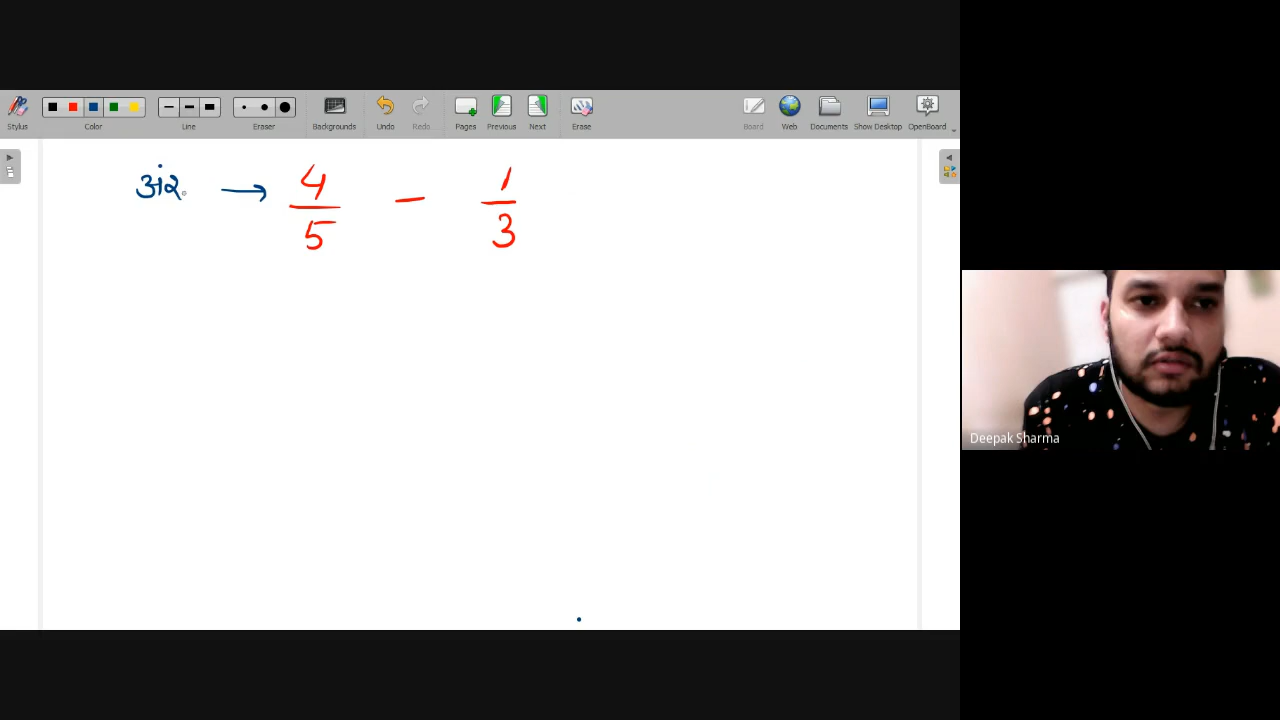 Stylus Color Line Eraser Backgrounds Undo Redo Pages Previous Next Erase Board Web Documents Show Desktop OpenBoard
अंश → 4/5 - 1/3
Deepak Sharma